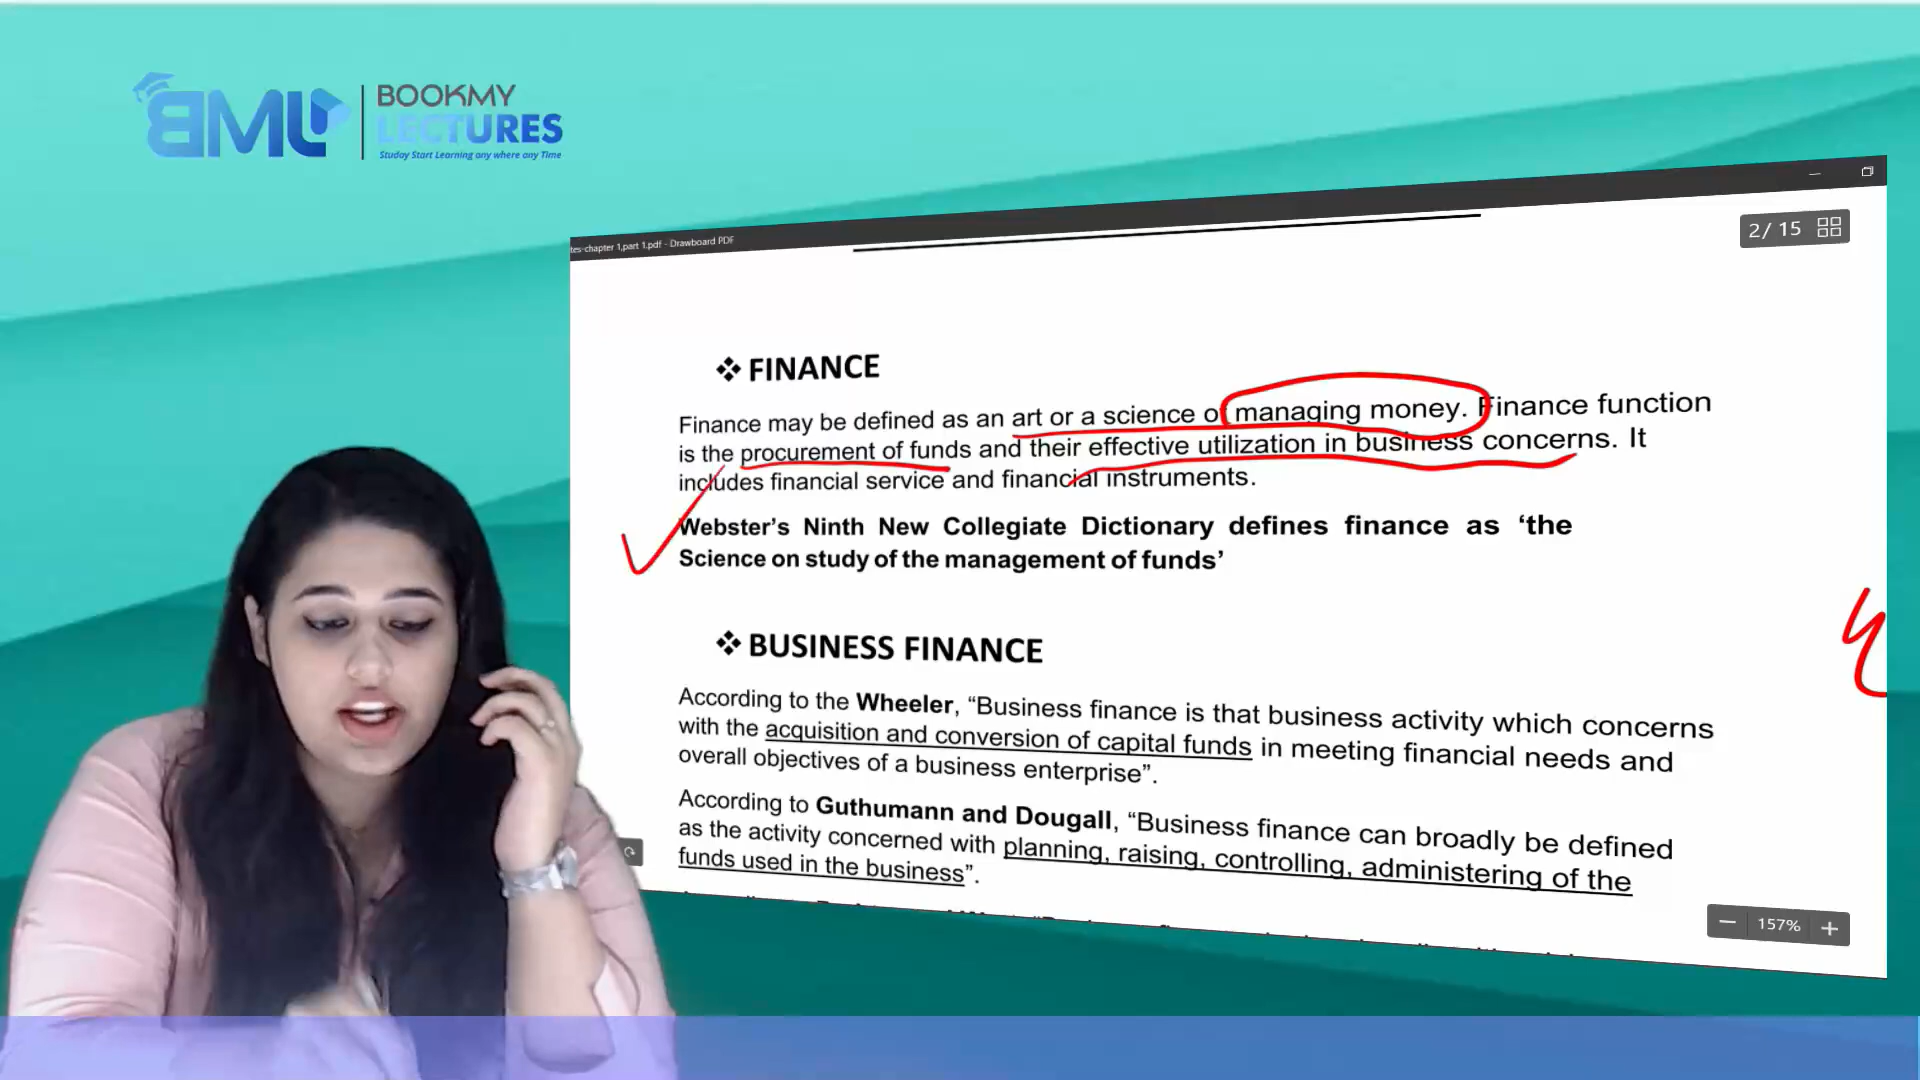 BML
BOOKMY
LECTURES
Studay Start Learning any where any Time
tes-chapter 1,part 1.pdf - Drawboard PDF
2/ 15
❖ FINANCE
Finance may be defined as an art or a science of managing money. Finance function
is the procurement of funds and their effective utilization in business concerns. It
includes financial service and financial instruments.
Webster’s Ninth New Collegiate Dictionary defines finance as ‘the
Science on study of the management of funds’
❖ BUSINESS FINANCE
According to the Wheeler, “Business finance is that business activity which concerns
with the acquisition and conversion of capital funds in meeting financial needs and
overall objectives of a business enterprise”.
According to Guthumann and Dougall, “Business finance can broadly be defined
as the activity concerned with planning, raising, controlling, administering of the
funds used in the business”.
157%